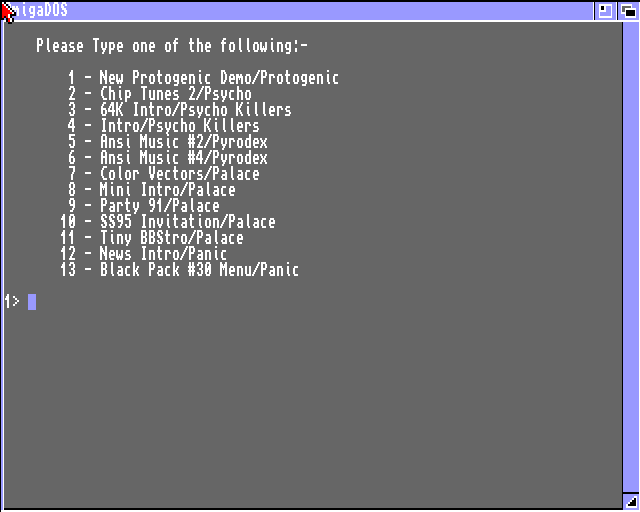 migaDOS
Please Type one of the following:-
1 - New Protogenic Demo/Protogenic
2 - Chip Tunes 2/Psycho
3 - 64K Intro/Psycho Killers
4 - Intro/Psycho Killers
5 - Ansi Music #2/Pyrodex
6 - Ansi Music #4/Pyrodex
7 - Color Vectors/Palace
8 - Mini Intro/Palace
9 - Party 91/Palace
10 - SS95 Invitation/Palace
11 - Tiny BBStro/Palace
12 - News Intro/Panic
13 - Black Pack #30 Menu/Panic
1>